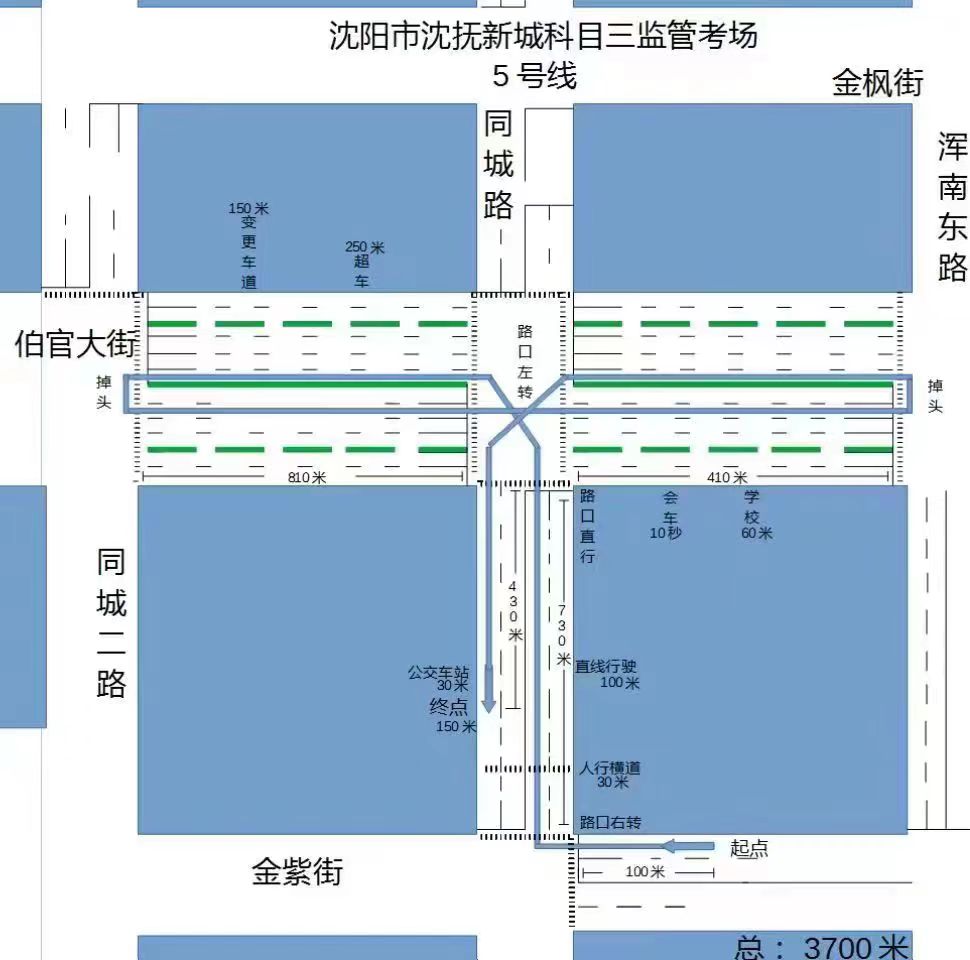 沈阳市沈抚新城科目三监管考场
5号线
金枫街
同城路
浑南东路
150米
变更车道
250米
超车
伯官大街
路口左转
掉头
掉头
810米
410米
路口直行
会车
10秒
学校
60米
同城二路
430米
730米
公交车站
30米
终点
150米
直线行驶
100米
人行横道
30米
路口右转
起点
100米
金紫街
总：3700米